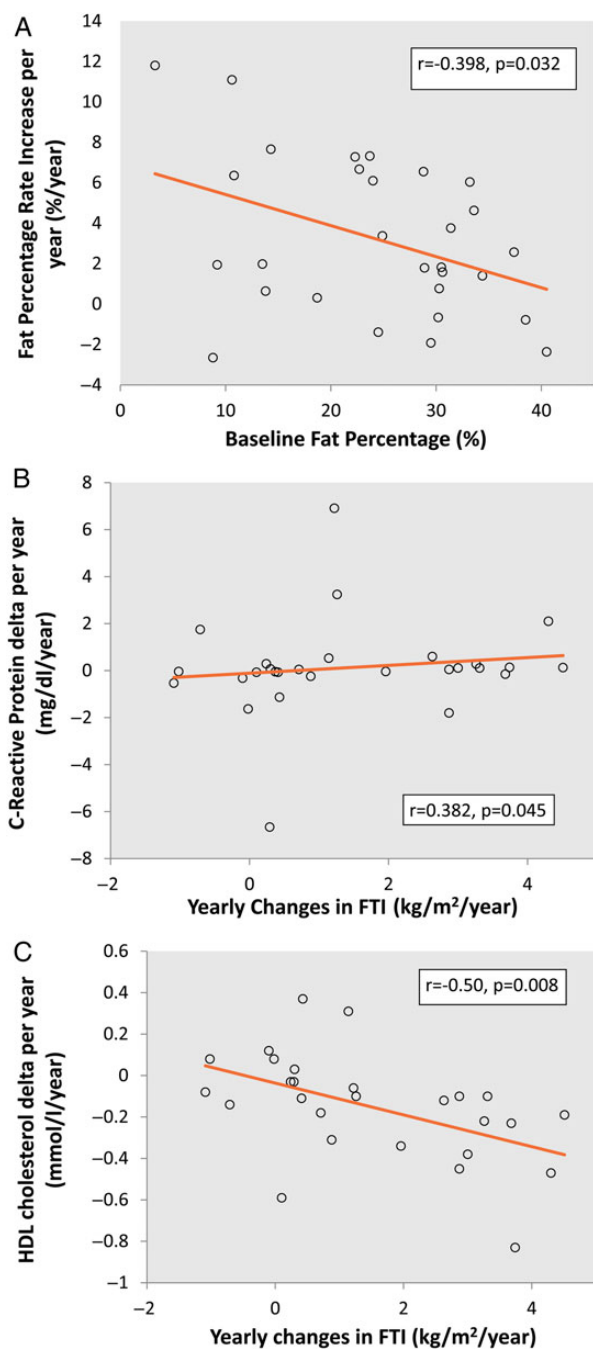 A
Fat Percentage Rate Increase per
year (%/year)
14
12
10
8
6
4
2
0
−2
−4
r=-0.398, p=0.032
0 10 20 30 40
Baseline Fat Percentage (%)
B
C-Reactive Protein delta per year
(mg/dl/year)
8
6
4
2
0
−2
−4
−6
−8
r=0.382, p=0.045
−2 0 2 4
Yearly Changes in FTI (kg/m²/year)
C
HDL cholesterol delta per year
(mmol/l/year)
0.6
0.4
0.2
0
−0.2
−0.4
−0.6
−0.8
−1
r=-0.50, p=0.008
−2 0 2 4
Yearly changes in FTI (kg/m²/year)